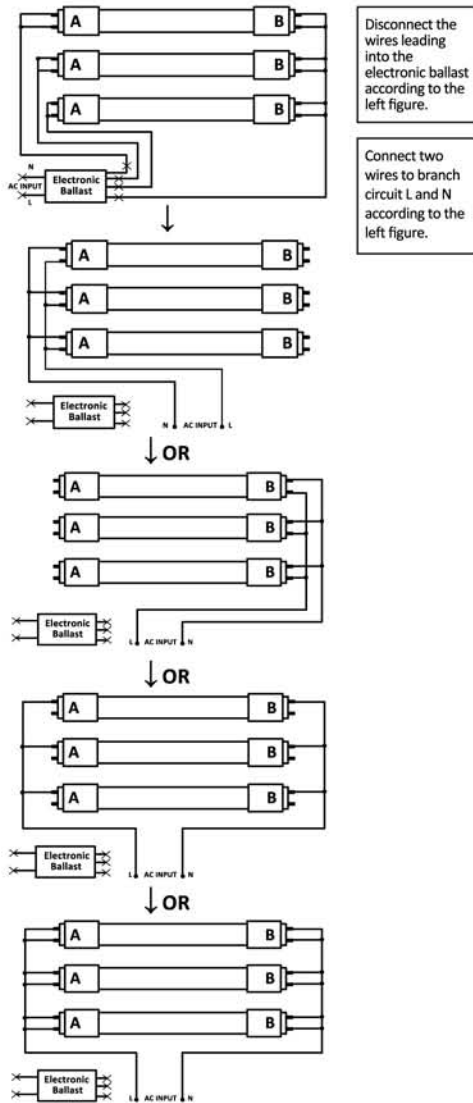 A B
A B
A B
N
AC INPUT
L
Electronic
Ballast
Disconnect the
wires leading
into the
electronic ballast
according to the
left figure.
Connect two
wires to branch
circuit L and N
according to the
left figure.
A B
A B
A B
Electronic
Ballast
N AC INPUT L
OR
A B
A B
A B
Electronic
Ballast
L AC INPUT N
OR
A B
A B
A B
Electronic
Ballast
L AC INPUT N
OR
A B
A B
A B
Electronic
Ballast
L AC INPUT N